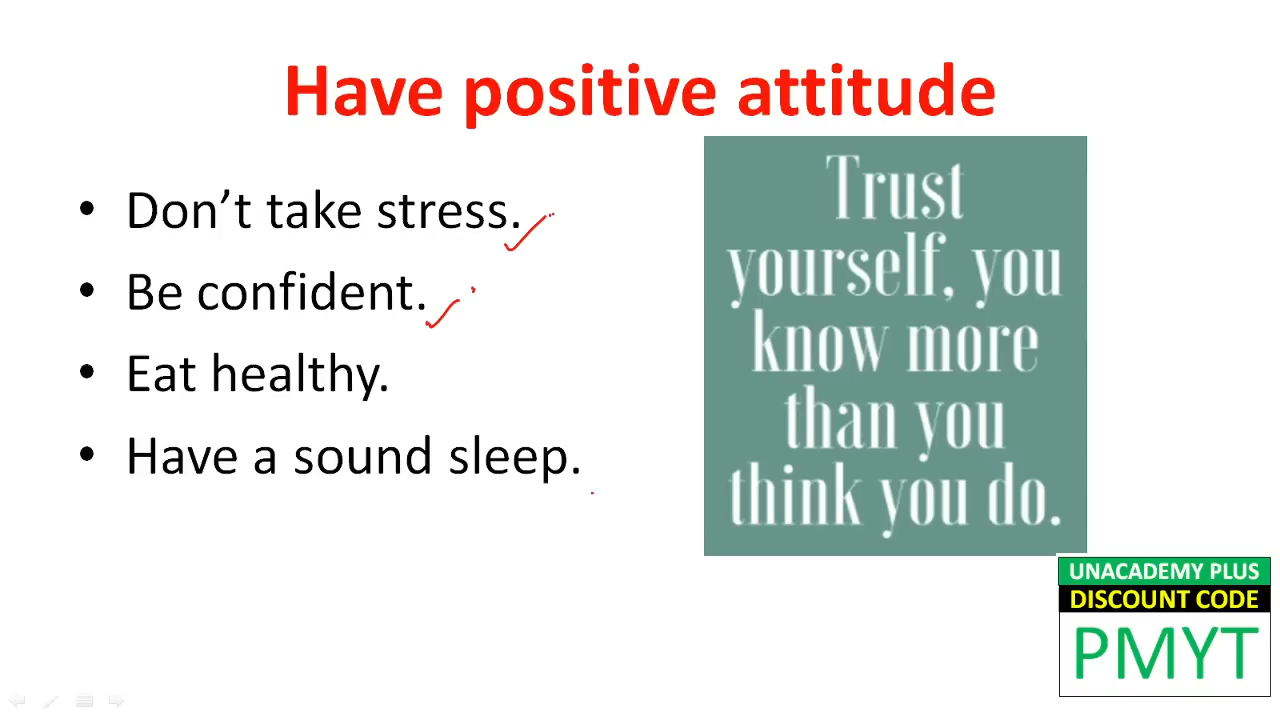 Have positive attitude
• Don’t take stress.
• Be confident.
• Eat healthy.
• Have a sound sleep.
Trust
yourself, you
know more
than you
think you do.
UNACADEMY PLUS
DISCOUNT CODE
PMYT